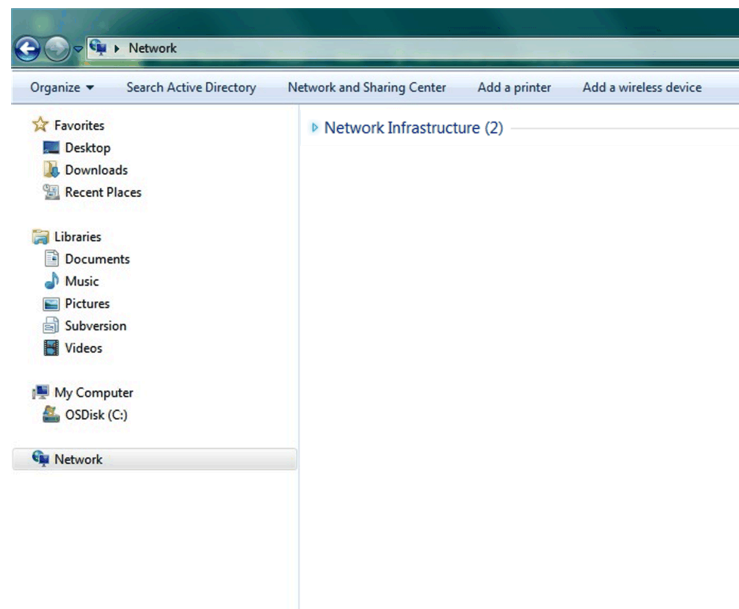 Network
Organize Search Active Directory Network and Sharing Center Add a printer Add a wireless device
Favorites
Desktop
Downloads
Recent Places
Libraries
Documents
Music
Pictures
Subversion
Videos
My Computer
OSDisk (C:)
Network
Network Infrastructure (2)